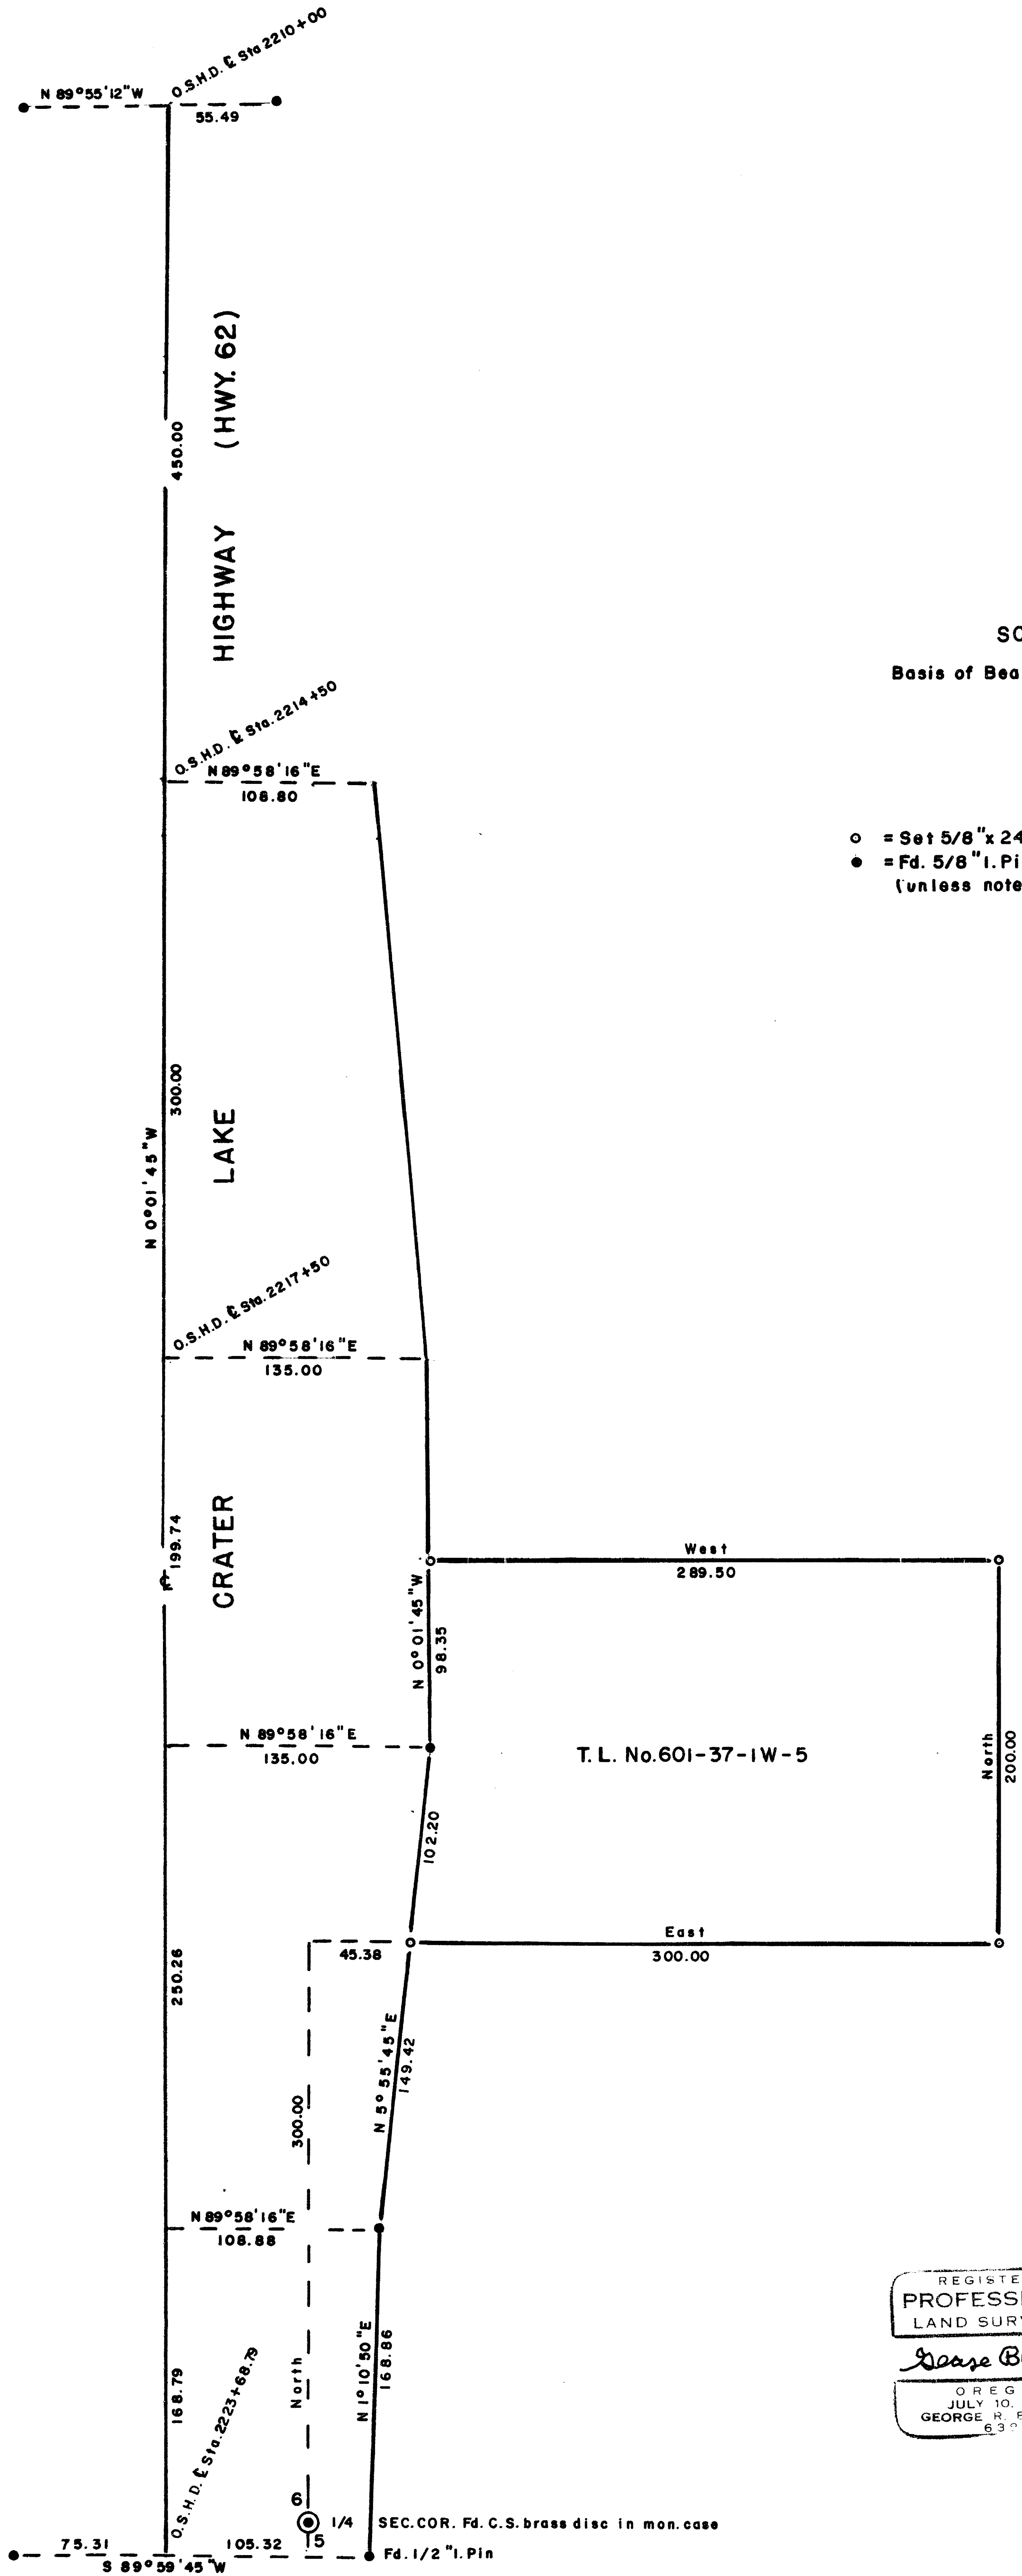 O.S.H.D. ℄ Sta 2210+00
N 89°55'12"W
55.49
450.00
HIGHWAY (HWY. 62)
O.S.H.D. ℄ Sta. 2214+50
N 89°58'16"E
108.80
Basis of Bea
= Set 5/8"x 24
= Fd. 5/8"I. Pi
(unless note
300.00
N 0°01'45"W
LAKE
O.S.H.D. ℄ Sta. 2217+50
N 89°58'16"E
135.00
199.74
℄
CRATER
West
289.50
N 0°01'45"W
98.35
N 89°58'16"E
135.00
T. L. No.601-37-1W-5
North
200.00
102.20
East
300.00
45.38
250.26
N 5°55'45"E
149.42
300.00
N 89°58'16"E
108.88
North
N 1°10'50"E
168.86
168.79
O.S.H.D. ℄ Sta. 2223+68.79
REGISTE
PROFESSI
LAND SUR
OREG
JULY 10,
GEORGE R.
6
1/4 SEC. COR. Fd. C.S. brass disc in mon. case
5
75.31
105.32
Fd. 1/2"I. Pin
S 89°59'45"W